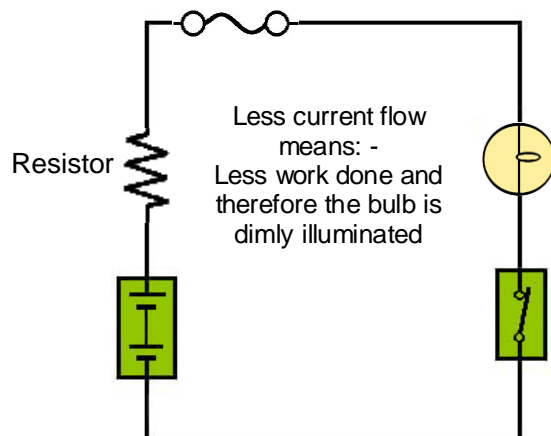 Less current flow
means: -
Resistor
Less work done and
therefore the bulb is
dimly illuminated